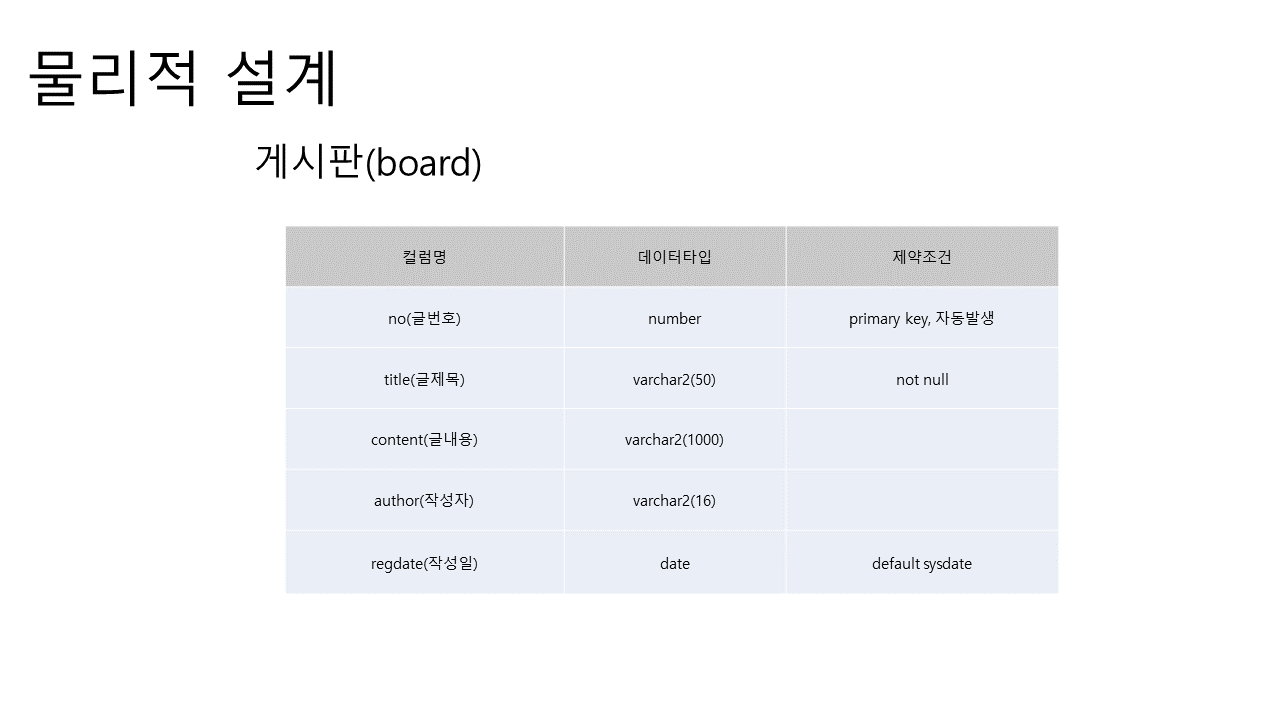 물리적 설계
게시판(board)
컬럼명 데이터타입 제약조건
no(글번호) number primary key, 자동발생
title(글제목) varchar2(50) not null
content(글내용) varchar2(1000)
author(작성자) varchar2(16)
regdate(작성일) date default sysdate